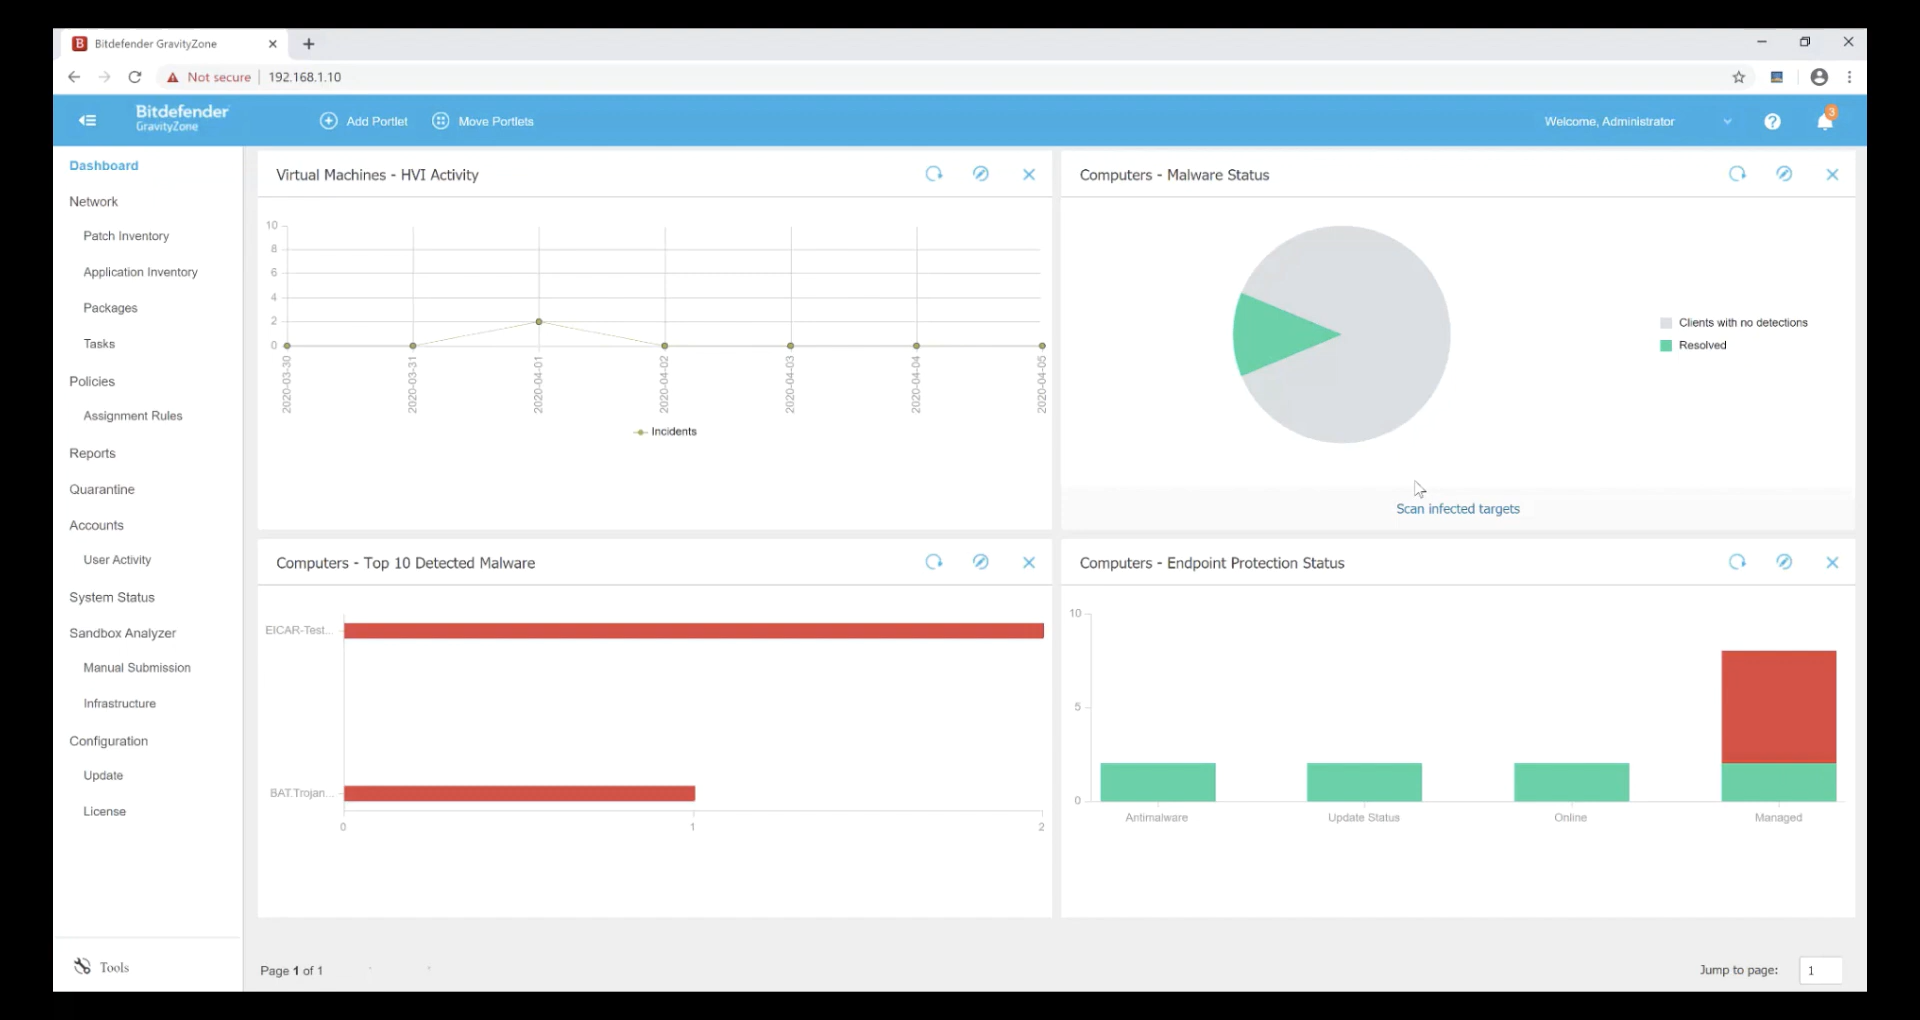 Bitdefender GravityZone
Not secure 192.168.1.10
Bitdefender
GravityZone
Add Portlet
Move Portlets
Welcome, Administrator
3
Dashboard
Network
Patch Inventory
Application Inventory
Packages
Tasks
Policies
Assignment Rules
Reports
Quarantine
Accounts
User Activity
System Status
Sandbox Analyzer
Manual Submission
Infrastructure
Configuration
Update
License
Tools
Virtual Machines - HVI Activity
10
8
6
4
2
0
2020-03-30
2020-03-31
2020-04-01
2020-04-02
2020-04-03
2020-04-04
2020-04-05
Incidents
Computers - Malware Status
Clients with no detections
Resolved
Scan infected targets
Computers - Top 10 Detected Malware
EICAR-Test...
BAT.Trojan...
0 1 2
Computers - Endpoint Protection Status
10
5
0
Antimalware Update Status Online Managed
Page 1 of 1
Jump to page: 1